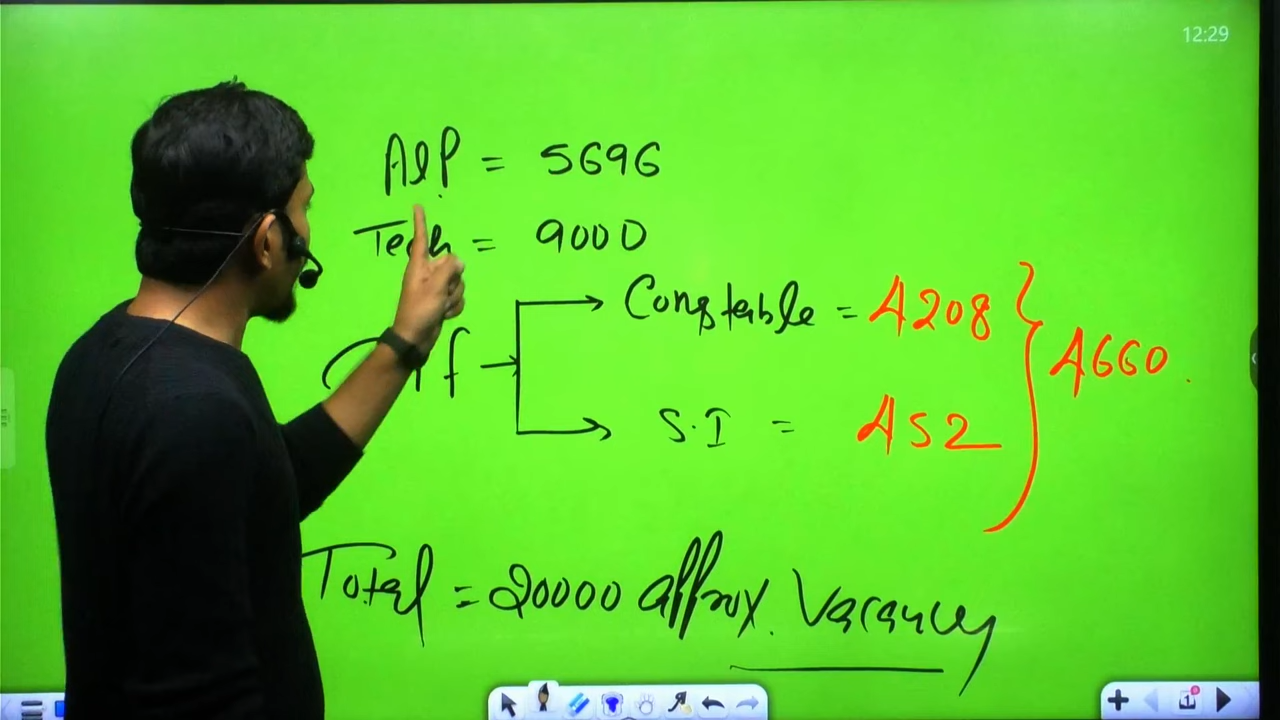 12:29
ALP = 5696
Tech = 9000
Constable = 4208
4660.
S.I = 452
Total = 20000 approx. Vacancy